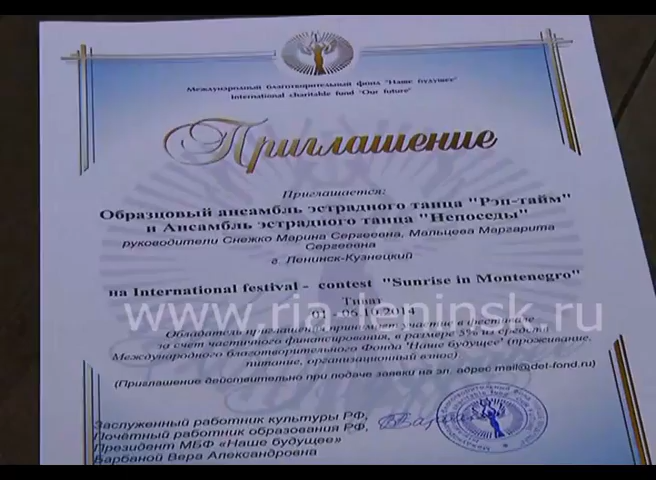 Международный благотворительный фонд "Наше будущее"
International charitable fund "Our future"
Приглашение
Приглашается:
Образцовый ансамбль эстрадного танца "Рэп-тайм"
и Ансамбль эстрадного танца "Непоседы"
руководители Снежко Марина Сергеевна, Мальцева Маргарита
Сергеевна
г. Ленинск-Кузнецкий
на International festival - contest "Sunrise in Montenegro"
Тиват
01 - 06.10.2014
www.ria-leninsk.ru
Обладатель приглашения принимает участие в фестивале
за счет частичного финансирования, в размере 5% из средств
Международного благотворительного Фонда "Наше будущее" (проживание,
питание, организационный взнос)
(Приглашение действительно при подаче заявки на эл. адрес mail@det-fond.ru)
Заслуженный работник культуры РФ,
Почётный работник образования РФ,
Президент МБФ «Наше будущее»
Барбаной Вера Александровна